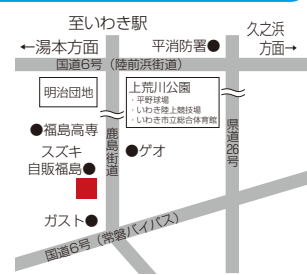 至いわき駅
←湯本方面
平消防署●
久之浜
方面→
国道6号（陸前浜街道）
明治団地
上荒川公園
・平野球場
・いわき陸上競技場
・いわき市立総合体育館
●福島高専
スズキ
自販福島●
鹿島街道
●ゲオ
県道26号
ガスト●
国道6号（常磐バイパス）